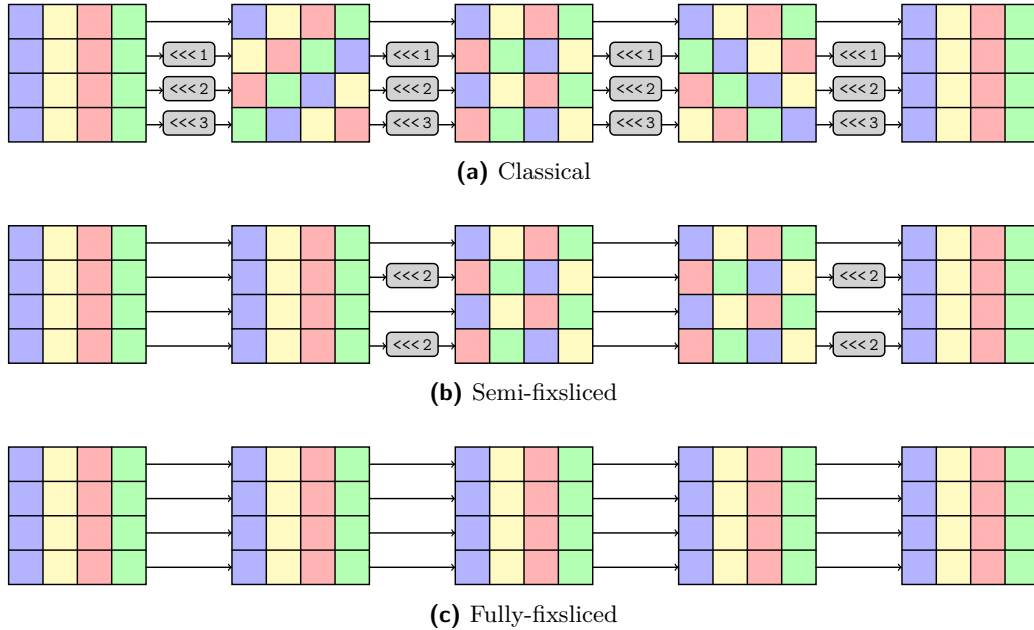 <<< 1 <<< 1 <<< 1 <<< 1
<<< 2 <<< 2 <<< 2 <<< 2
<<< 3 <<< 3 <<< 3 <<< 3
(a) Classical
<<< 2 <<< 2
<<< 2 <<< 2
(b) Semi-fixsliced
(c) Fully-fixsliced